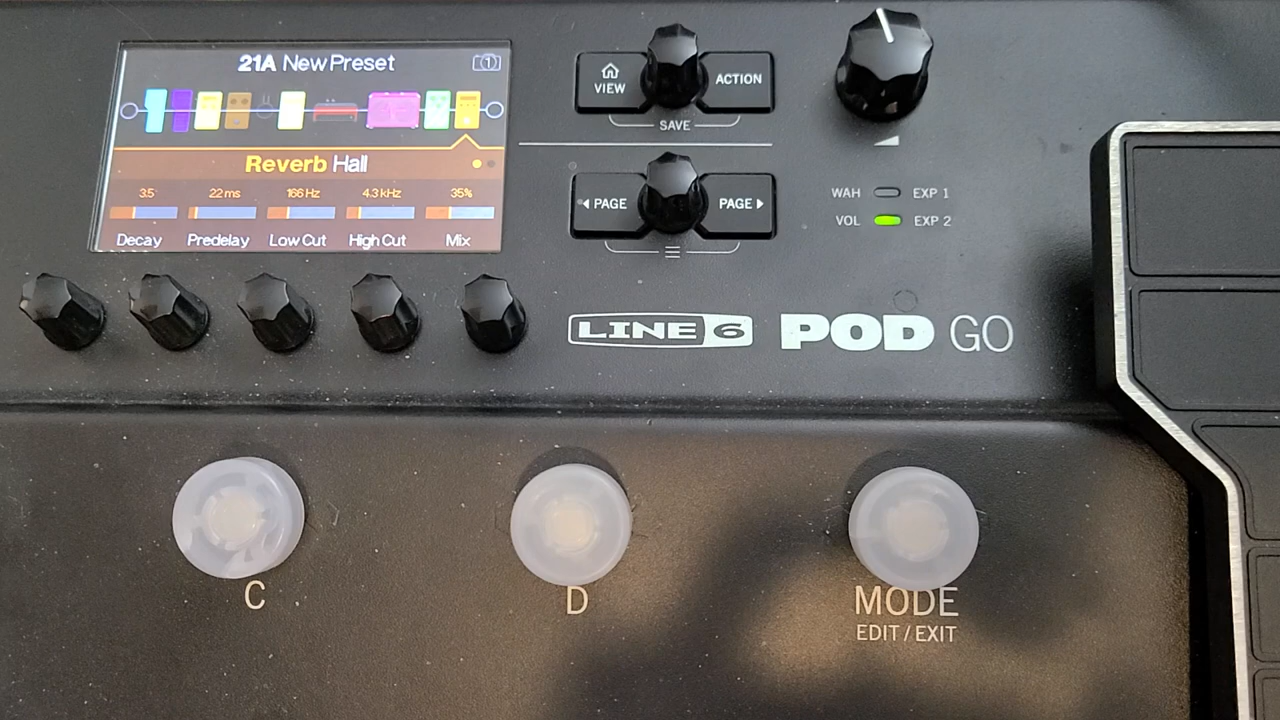 21A New Preset
1
Reverb Hall
3.5 22 ms 166 Hz 4.3 kHz 35%
Decay Predelay Low Cut High Cut Mix
VIEW ACTION
SAVE
PAGE PAGE
WAH EXP 1
VOL EXP 2
LINE 6 POD GO
C D MODE
EDIT / EXIT